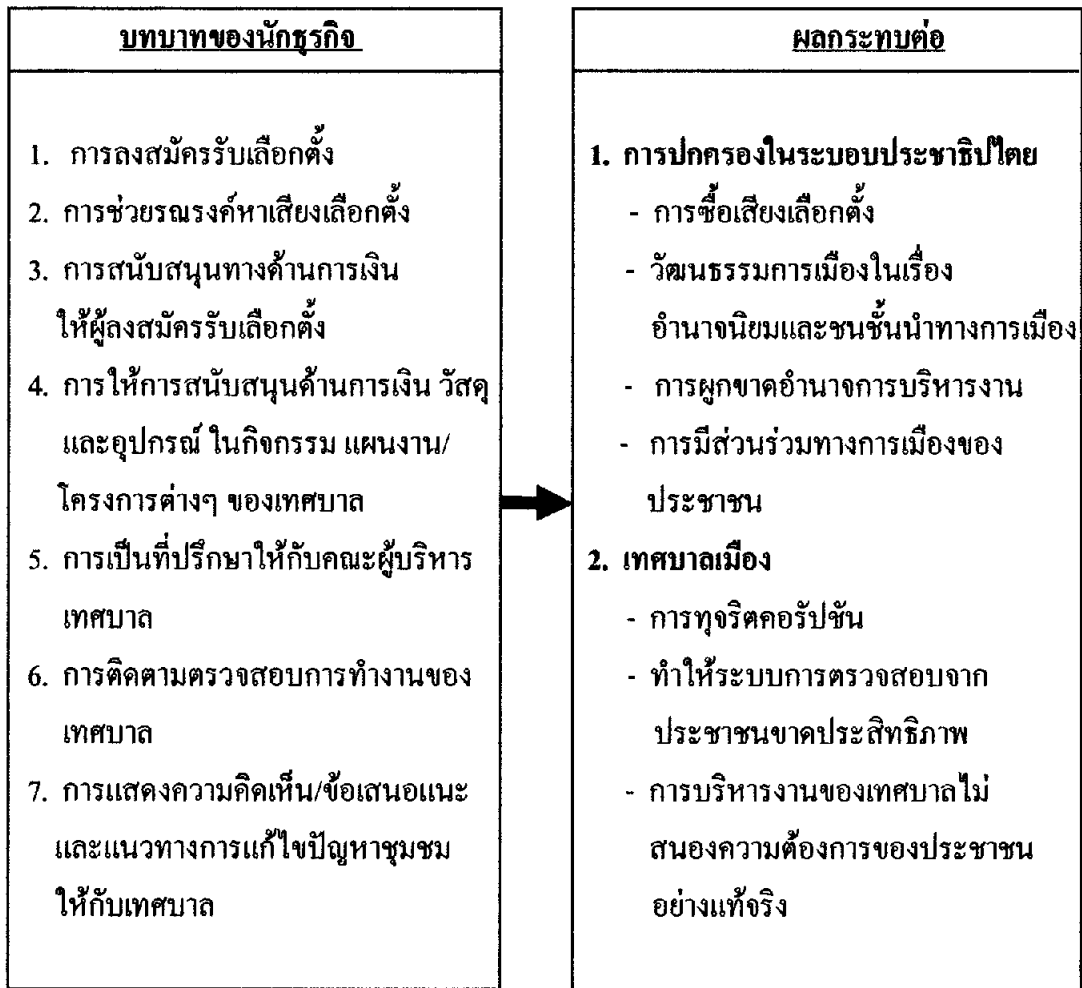 บทบาทของนักธุรกิจ
1. การลงสมัครรับเลือกตั้ง
2. การช่วยรณรงค์หาเสียงเลือกตั้ง
3. การสนับสนุนทางด้านการเงิน
ให้ผู้ลงสมัครรับเลือกตั้ง
4. การให้การสนับสนุนด้านการเงิน วัสดุ
และอุปกรณ์ ในกิจกรรม แผนงาน/
โครงการต่างๆ ของเทศบาล
5. การเป็นที่ปรึกษาให้กับคณะผู้บริหาร
เทศบาล
6. การติดตามตรวจสอบการทำงานของ
เทศบาล
7. การแสดงความคิดเห็น/ข้อเสนอแนะ
และแนวทางการแก้ไขปัญหาชุมชม
ให้กับเทศบาล
ผลกระทบต่อ
1. การปกครองในระบอบประชาธิปไตย
- การซื้อเสียงเลือกตั้ง
- วัฒนธรรมการเมืองในเรื่อง
อำนาจนิยมและชนชั้นนำทางการเมือง
- การผูกขาดอำนาจการบริหารงาน
- การมีส่วนร่วมทางการเมืองของ
ประชาชน
2. เทศบาลเมือง
- การทุจริตคอรัปชัน
- ทำให้ระบบการตรวจสอบจาก
ประชาชนขาดประสิทธิภาพ
- การบริหารงานของเทศบาลไม่
สนองความต้องการของประชาชน
อย่างแท้จริง